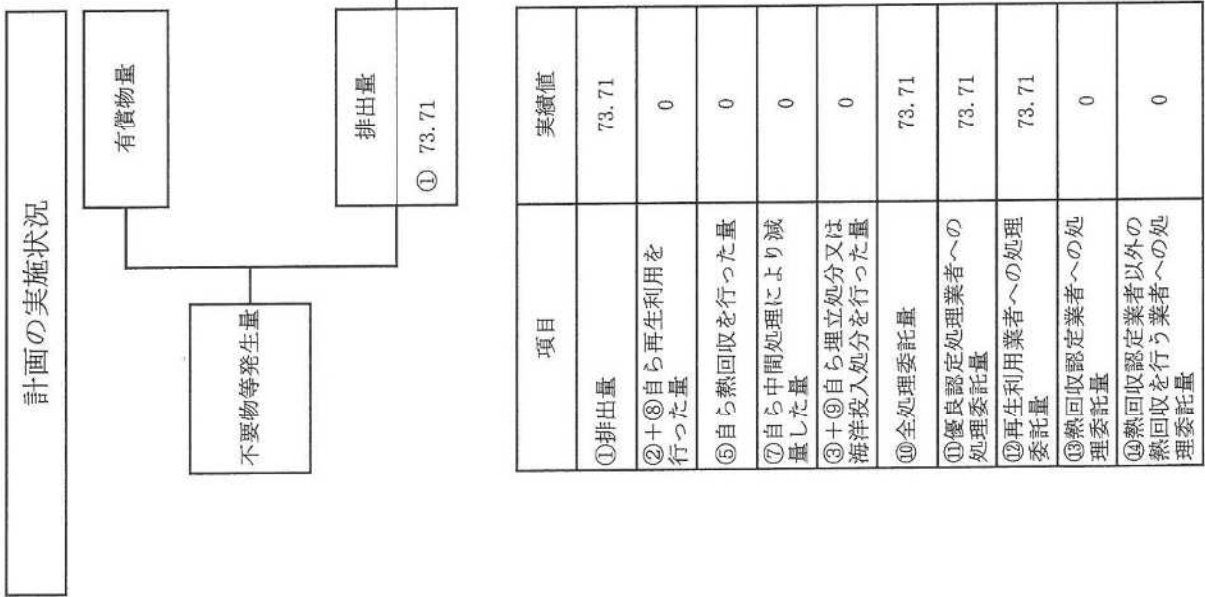 計画の実施状況
有償物量
不要物等発生量
排出量
① 73.71
項目
実績値
①排出量
73.71
②+⑧自ら再生利用を
行った量
0
⑤自ら熱回収を行った量
0
⑦自ら中間処理により減
量した量
0
③+⑨自ら埋立処分又は
海洋投入処分を行った量
0
⑩全処理委託量
73.71
⑪優良認定処理業者への
処理委託量
73.71
⑫再生利用業者への処理
委託量
73.71
⑬熱回収認定業者への処
理委託量
0
⑭熱回収認定業者以外の
熱回収を行う業者への処
理委託量
0